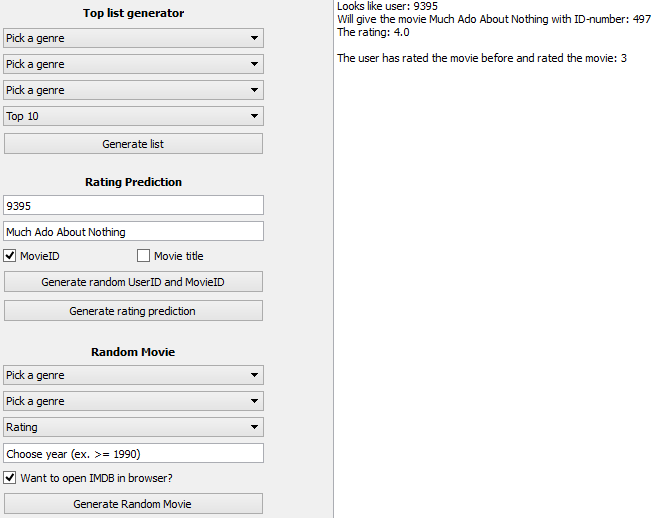 Top list generator
Pick a genre
Pick a genre
Pick a genre
Top 10
Generate list
Rating Prediction
9395
Much Ado About Nothing
MovieID
Movie title
Generate random UserID and MovieID
Generate rating prediction
Random Movie
Pick a genre
Pick a genre
Rating
Choose year (ex. >= 1990)
Want to open IMDB in browser?
Generate Random Movie
Looks like user: 9395
Will give the movie Much Ado About Nothing with ID-number: 497
The rating: 4.0
The user has rated the movie before and rated the movie: 3